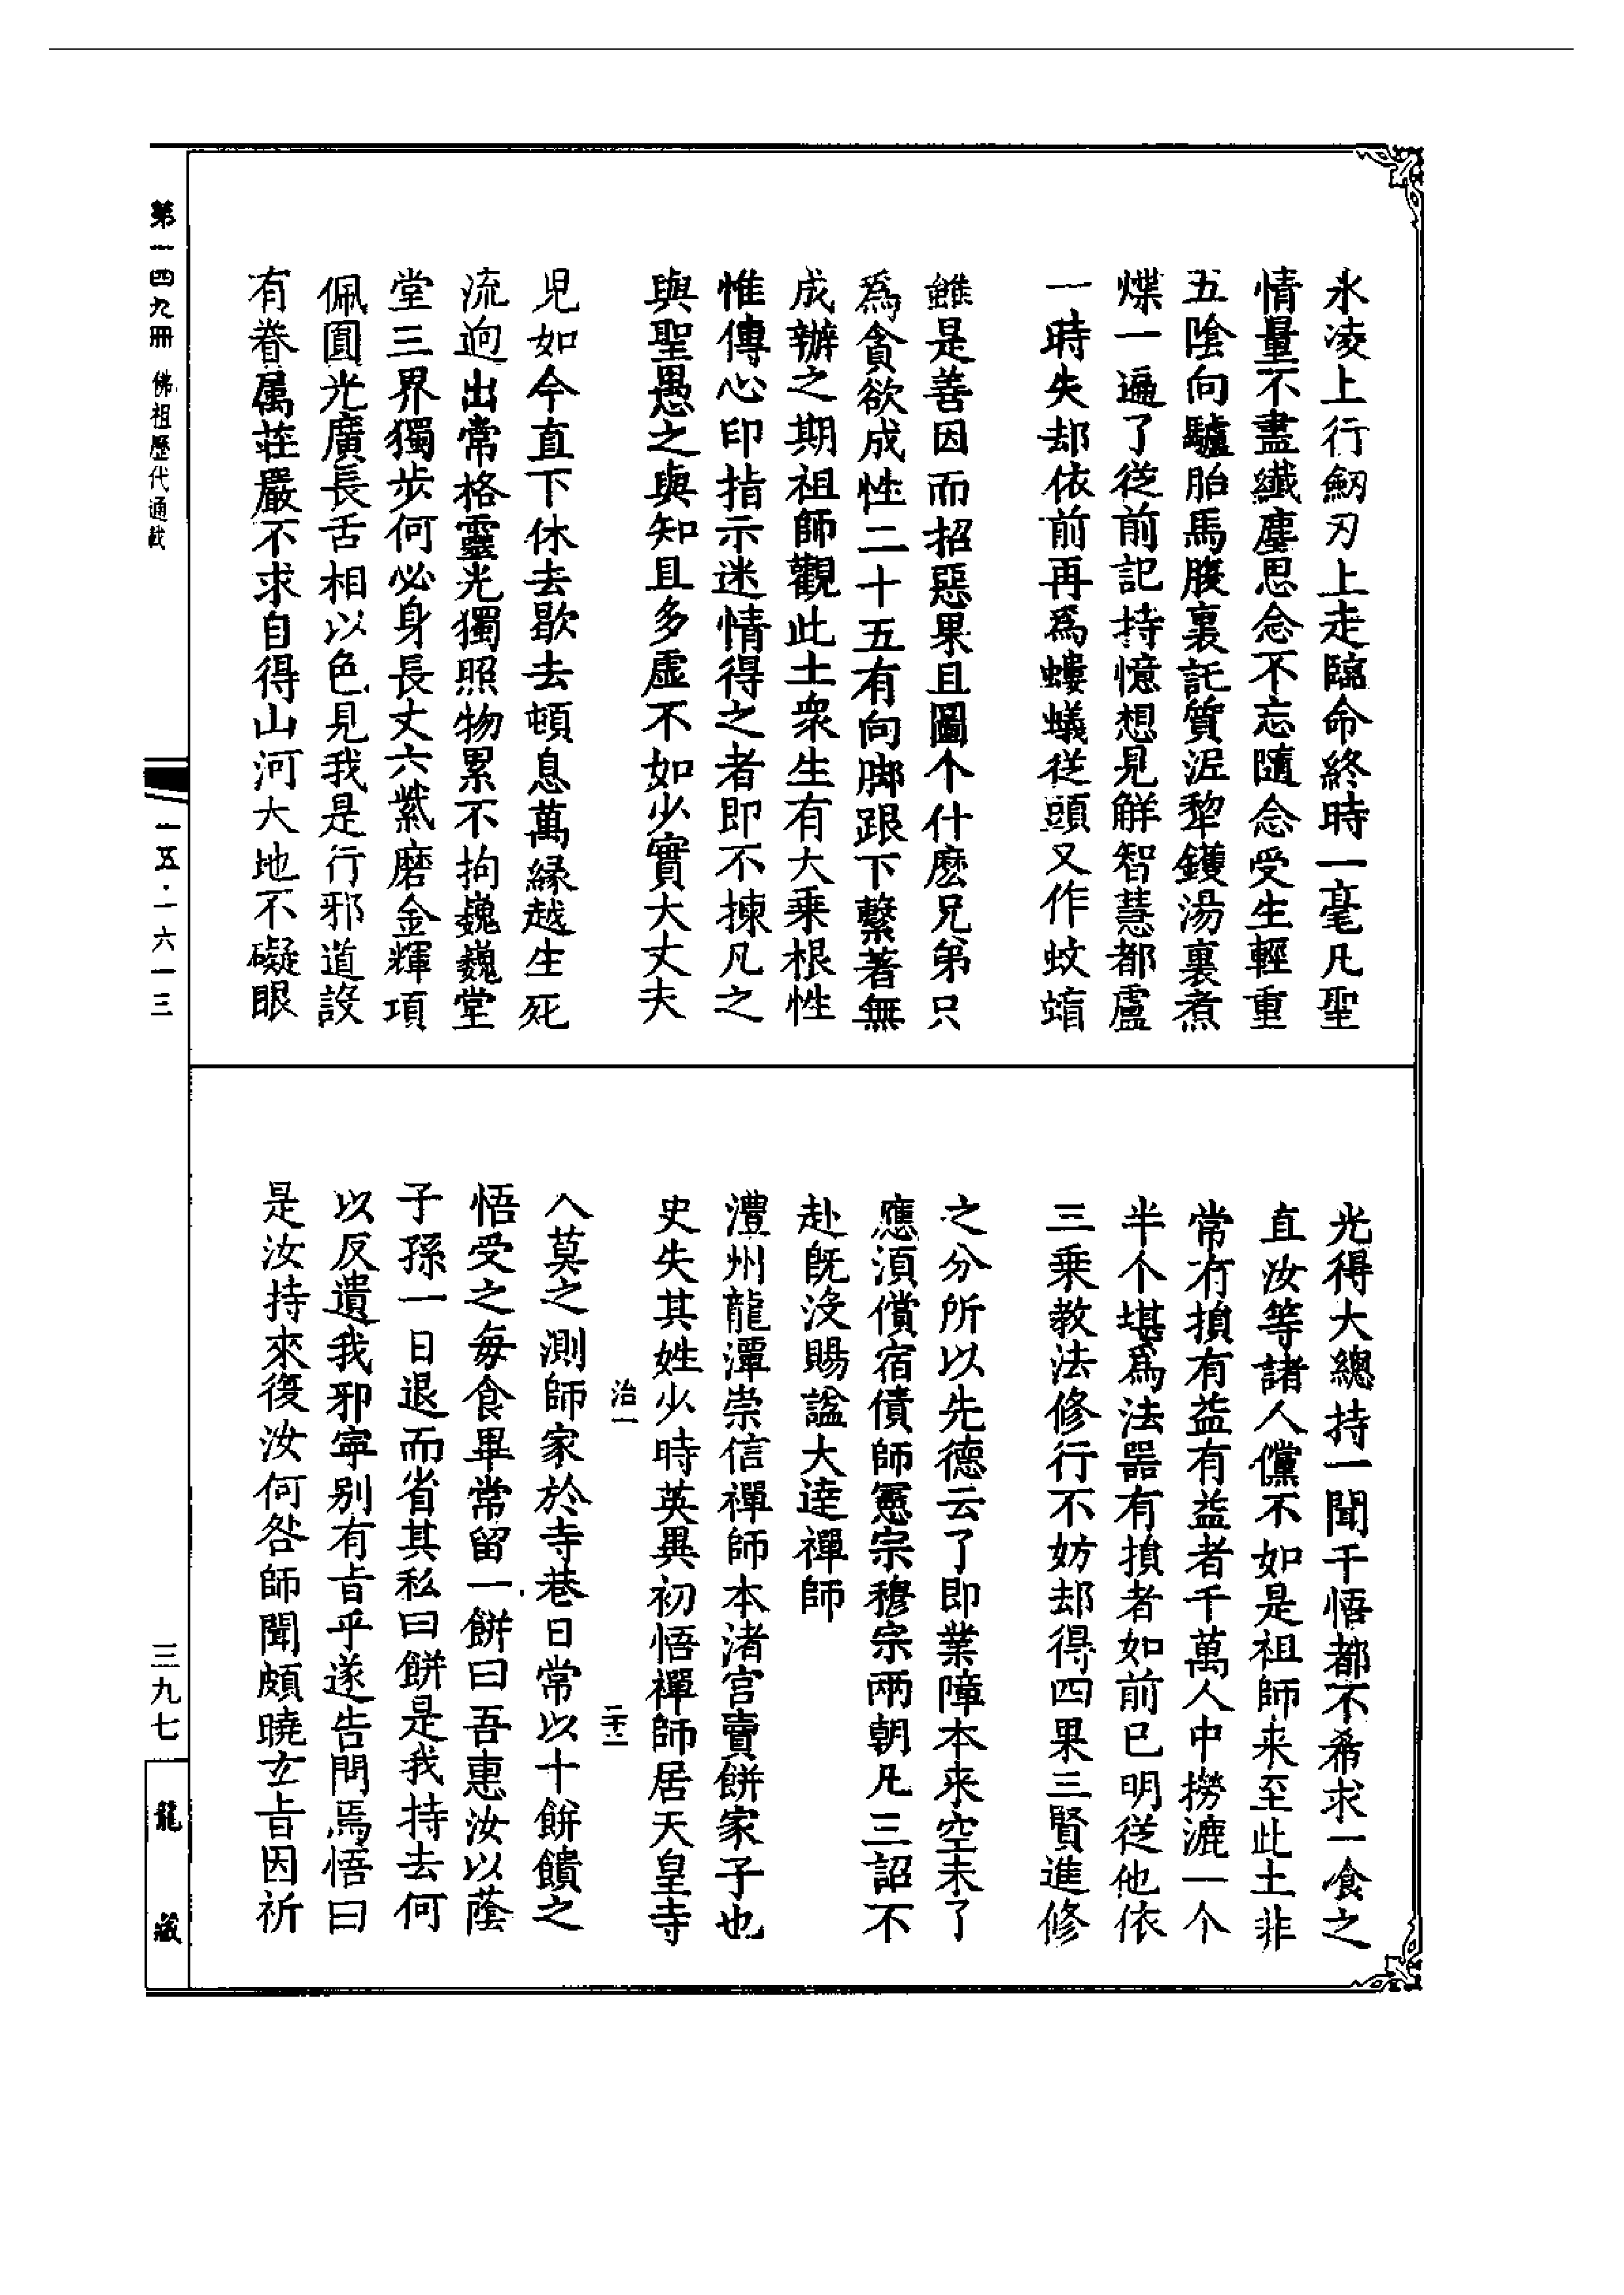 氷凌上行劒刃上走臨命終時一毫凡聖
情量不盡纖塵思念不忘隨念受生輕重
五陰向驢胎馬腹裏託質泥犂鑊湯裏煮
煠一遍了從前記持憶想見解智慧都盧
一時失却依前再爲螻蟻從頭又作蚊蝱
雖是善因而招惡果且圖个什麽兄弟只
爲貪欲成性二十五有向脚跟下繫著無
成辦之期祖師觀此土衆生有大乘根性
惟傳心印指示迷情得之者即不揀凡之
與聖愚之與知且多虛不如少實大丈夫
兒如今直下休去歇去頓息萬緣越生死
流逈出常格靈光獨照物累不拘巍巍堂
堂三界獨步何必身長丈六紫磨金輝項
佩圓光廣長舌相以色見我是行邪道設
有眷屬莊嚴不求自得山河大地不礙眼
光得大總持一聞千悟都不希求一飡之
直汝等諸人儻不如是祖師来至此土非
常有損有益有益者千萬人中撈漉一个
半个堪爲法器有損者如前已明從他依
三乘教法修行不妨却得四果三賢進修
之分所以先德云了即業障本来空未了
應須償宿債師憲宗穆宗兩朝凡三詔不
赴旣没賜諡大達禪師
澧州龍潭崇信禪師本渚宮賣餅家子也
史失其姓少時英異初悟禪師居天皇寺
治一
二十二
人莫之測師家於寺巷日常以十餅饋之
悟受之每食畢常留一餅曰吾惠汝以蔭
子孫一日退而省其私曰餅是我持去何
以反遺我邪寧别有旨乎遂告問焉悟曰
是汝持來復汝何咎師聞頗曉玄旨因祈
第一四九冊 佛祖歷代通載
一五·一六一三
三九七
龍藏